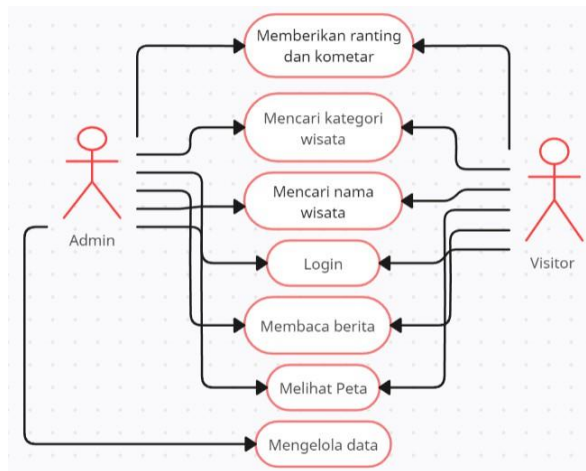 Memberikan ranting
dan kometar
Mencari kategori
wisata
Mencari nama
wisata
Admin
Login
Visitor
Membaca berita
Melihat Peta
Mengelola data